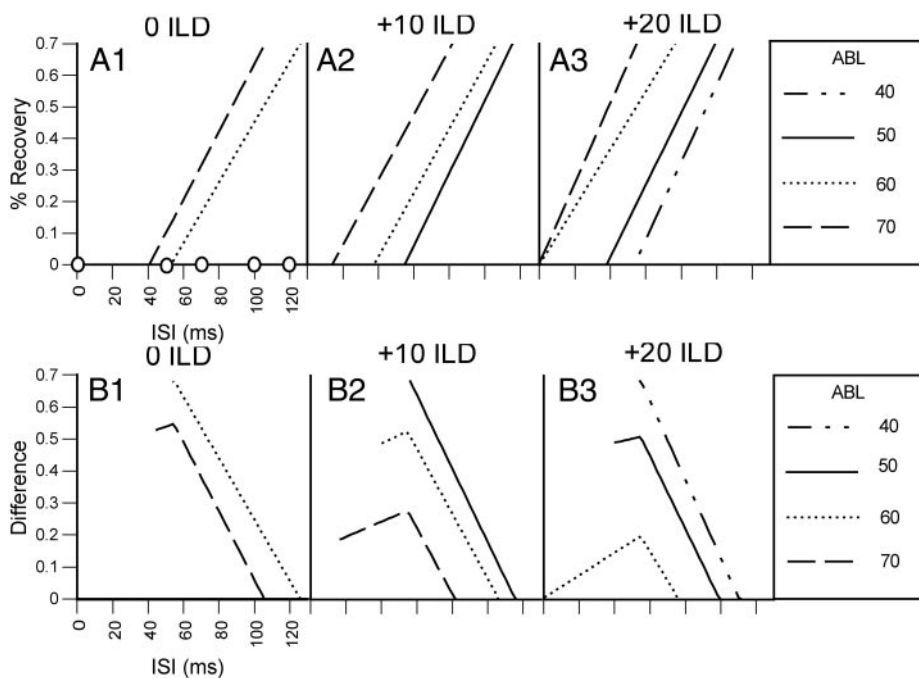 0 ILD
+10 ILD
+20 ILD
A1
A2
A3
% Recovery
0.7
0.6
0.5
0.4
0.3
0.2
0.1
0
0
20
40
60
80
100
120
ISI (ms)
ABL
40
50
60
70
0 ILD
+10 ILD
+20 ILD
B1
B2
B3
Difference
0.7
0.6
0.5
0.4
0.3
0.2
0.1
0
0
20
40
60
80
100
120
ISI (ms)
ABL
40
50
60
70